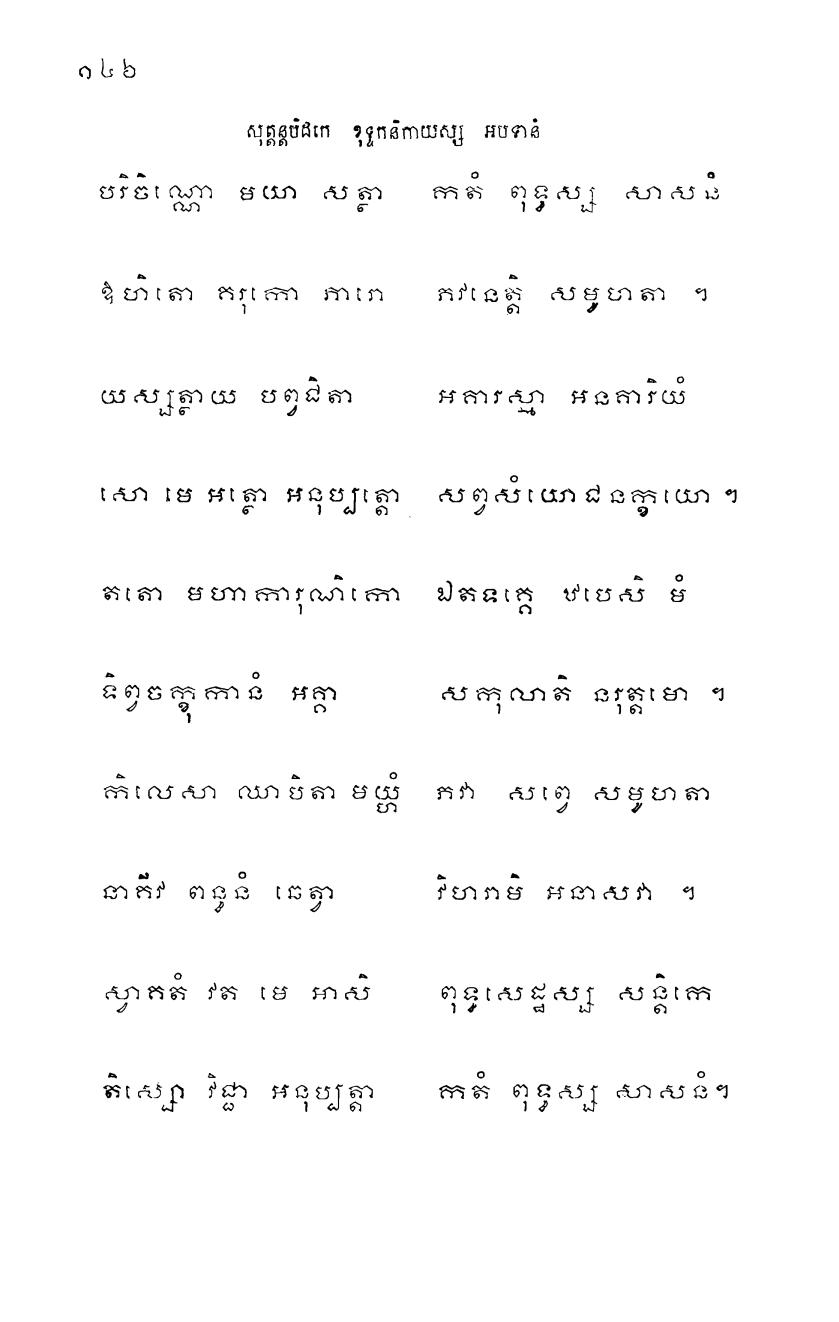 ១៤៦
សុត្តន្តបិដកេ ខុទ្ទកនិកាយស្ស អបទានំ
បរិចិណ្ណោ មយា សត្ថា កតំ ពុទ្ធស្ស សាសនំ
ឱហិតោ គរុកោ ភារោ ភវនេត្តិ សមូហតា ។
យស្សត្ថាយ បព្វជិតា អគារស្មា អនគារិយំ
សោ មេ អត្ថោ អនុប្បត្តោ សព្វសំយោជនក្ខយោ ។
តតោ មហាការុណិកោ ឯតទគ្គេ ឋបេសិ មំ
ទិព្វចក្ខុកានំ អគ្គា សកុលាតិ នរុត្តមោ ។
កិលេសា ឈាបិតា មយ្ហំ ភវា សព្វេ សមូហតា
នាគីវ ពន្ធនំ ឆេត្វា វិហរាមិ អនាសវា ។
ស្វាគតំ វត មេ អាសិ ពុទ្ធសេដ្ឋស្ស សន្តិកេ
តិស្សោ វិជ្ជា អនុប្បត្តា កតំ ពុទ្ធស្ស សាសនំ។